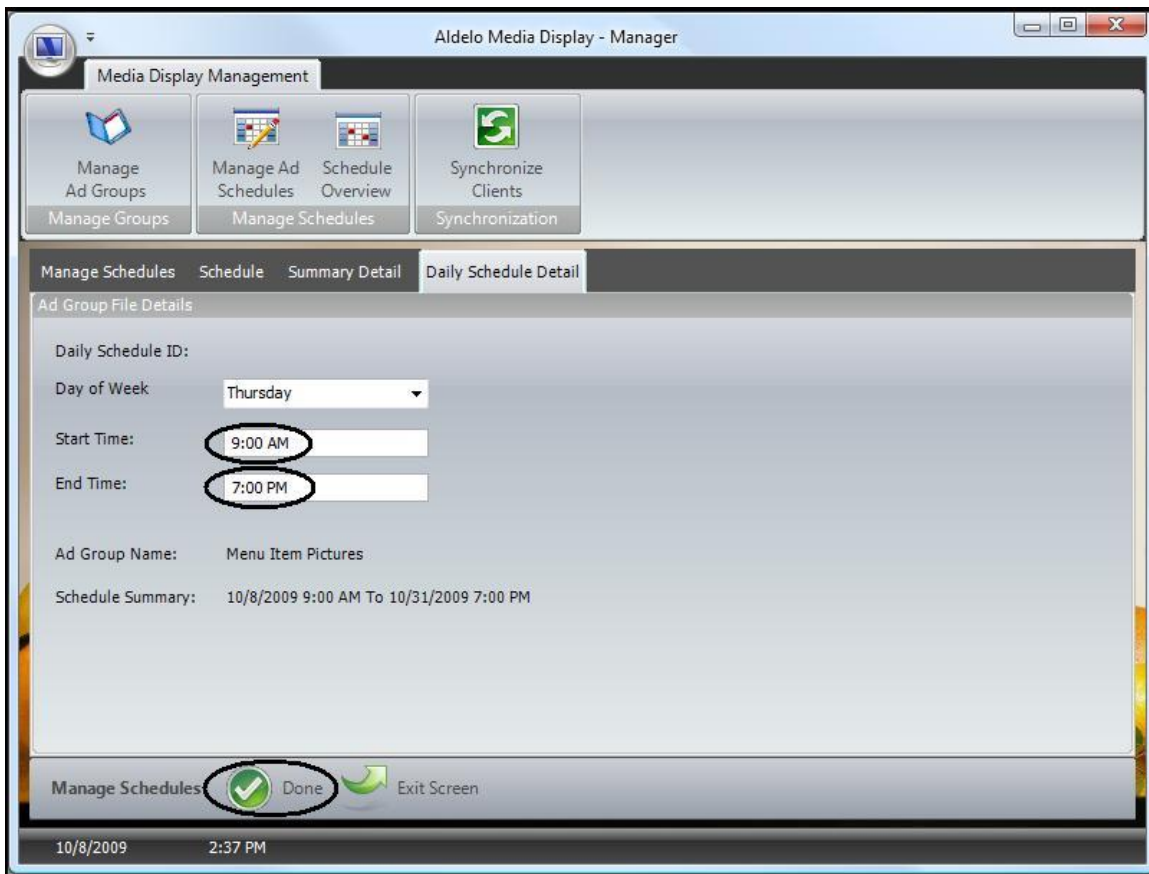 Aldelo Media Display - Manager
Media Display Management
Manage Ad Groups
Manage Ad Schedules
Schedule Overview
Synchronize Clients
Manage Groups
Manage Schedules
Synchronization
Manage Schedules Schedule Summary Detail Daily Schedule Detail
Ad Group File Details
Daily Schedule ID:
Day of Week Thursday
Start Time: 9:00 AM
End Time: 7:00 PM
Ad Group Name: Menu Item Pictures
Schedule Summary: 10/8/2009 9:00 AM To 10/31/2009 7:00 PM
Manage Schedules Done Exit Screen
10/8/2009 2:37 PM